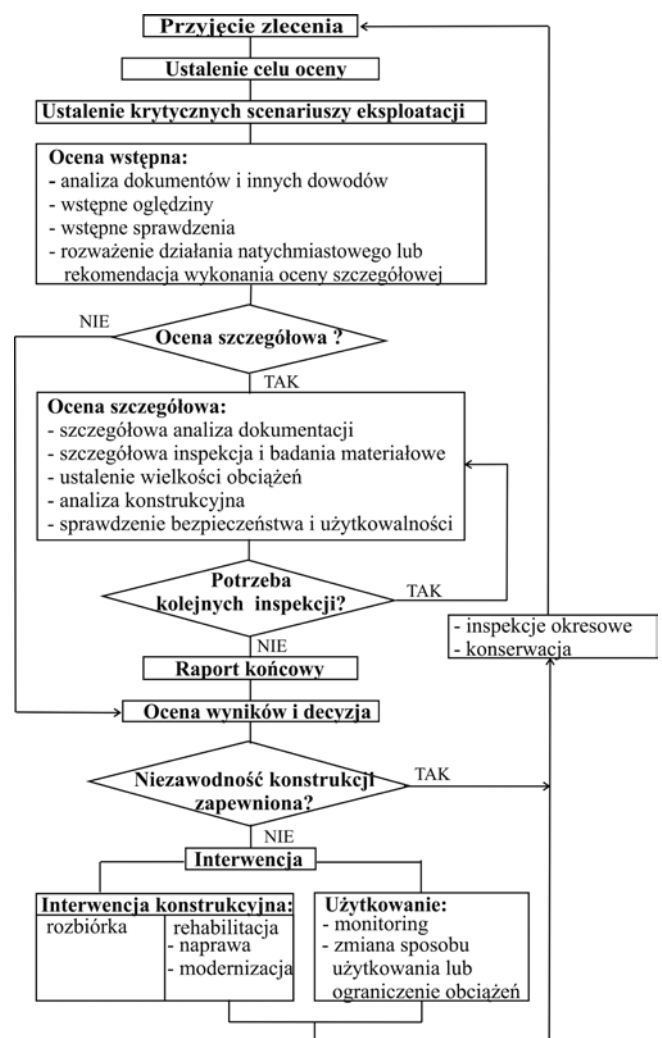 Przyjęcie zlecenia
Ustalenie celu oceny
Ustalenie krytycznych scenariuszy eksploatacji
Ocena wstępna:
- analiza dokumentów i innych dowodów
- wstępne oględziny
- wstępne sprawdzenia
- rozważenie działania natychmiastowego lub
rekomendacja wykonania oceny szczegółowej
NIE
Ocena szczegółowa ?
TAK
Ocena szczegółowa:
- szczegółowa analiza dokumentacji
- szczegółowa inspekcja i badania materiałowe
- ustalenie wielkości obciążeń
- analiza konstrukcyjna
- sprawdzenie bezpieczeństwa i użytkowalności
Potrzeba
kolejnych inspekcji?
TAK
NIE
- inspekcje okresowe
- konserwacja
Raport końcowy
Ocena wyników i decyzja
Niezawodność konstrukcji
zapewniona?
TAK
NIE
Interwencja
Interwencja konstrukcyjna:
rozbiórka
rehabilitacja
- naprawa
- modernizacja
Użytkowanie:
- monitoring
- zmiana sposobu
użytkowania lub
ograniczenie obciążeń